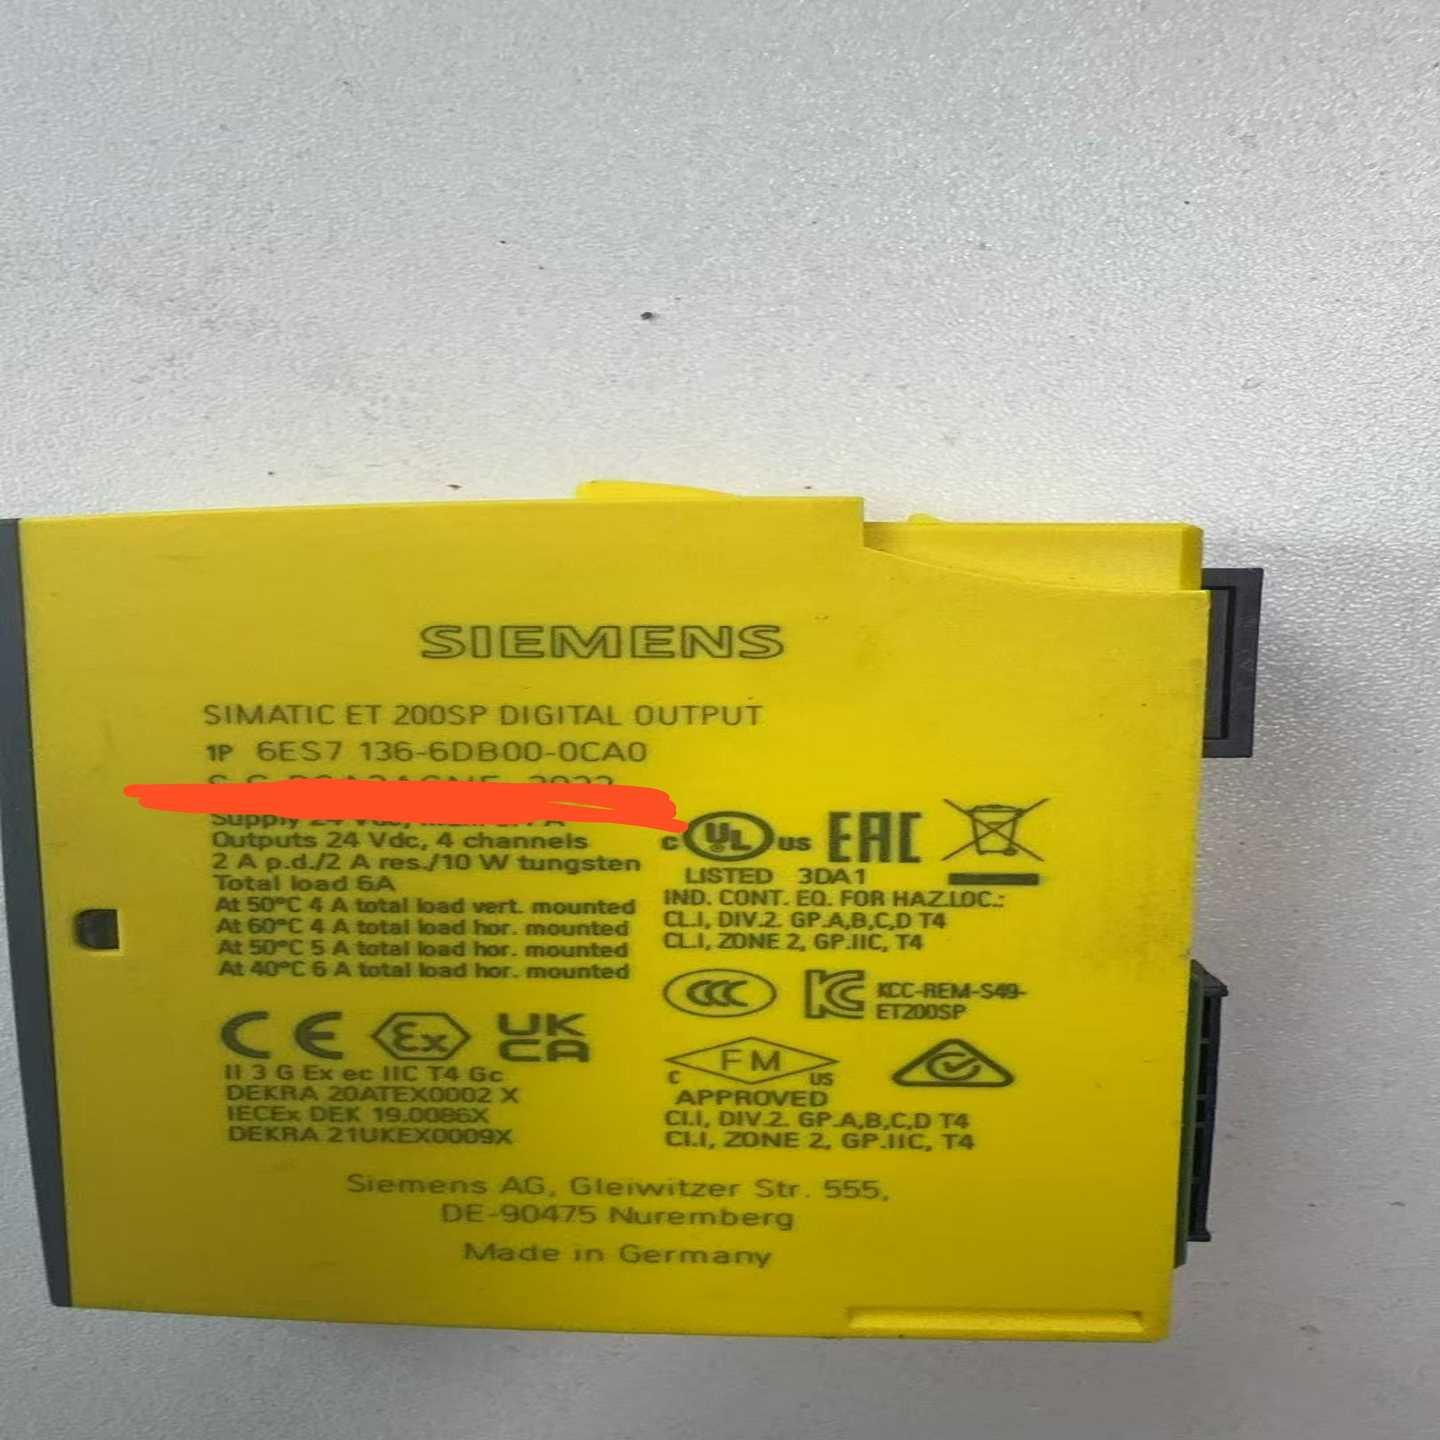 SIEMENS
SIMATIC ET 200SP DIGITAL OUTPUT
1P 6ES7 136-6DB00-0CA0
Supply 24
Outputs 24 Vdc, 4 channels
2 A p.d./2 A res./10 W tungsten
Total load 6A
At 50°C 4 A total load vert. mounted
At 60°C 4 A total load hor. mounted
At 50°C 5 A total load hor. mounted
At 40°C 6 A total load hor. mounted
C UL US EAC
LISTED 3DA1
IND. CONT. EQ. FOR HAZ.LOC.:
CL.I, DIV.2. GP.A,B,C,D T4
CL.I, ZONE 2, GP.IIC, T4
CCC KC KCC-REM-S49-
ET200SP
CE Ex UK
CA
II 3 G Ex ec IIC T4 Gc
DEKRA 20ATEX0002 X
IECEx DEK 19.0086X
DEKRA 21UKEX0009X
FM
C US
APPROVED
CI.I, DIV.2. GP.A,B,C,D T4
CI.I, ZONE 2, GP.IIC, T4
Siemens AG, Gleiwitzer Str. 555,
DE-90475 Nuremberg
Made in Germany